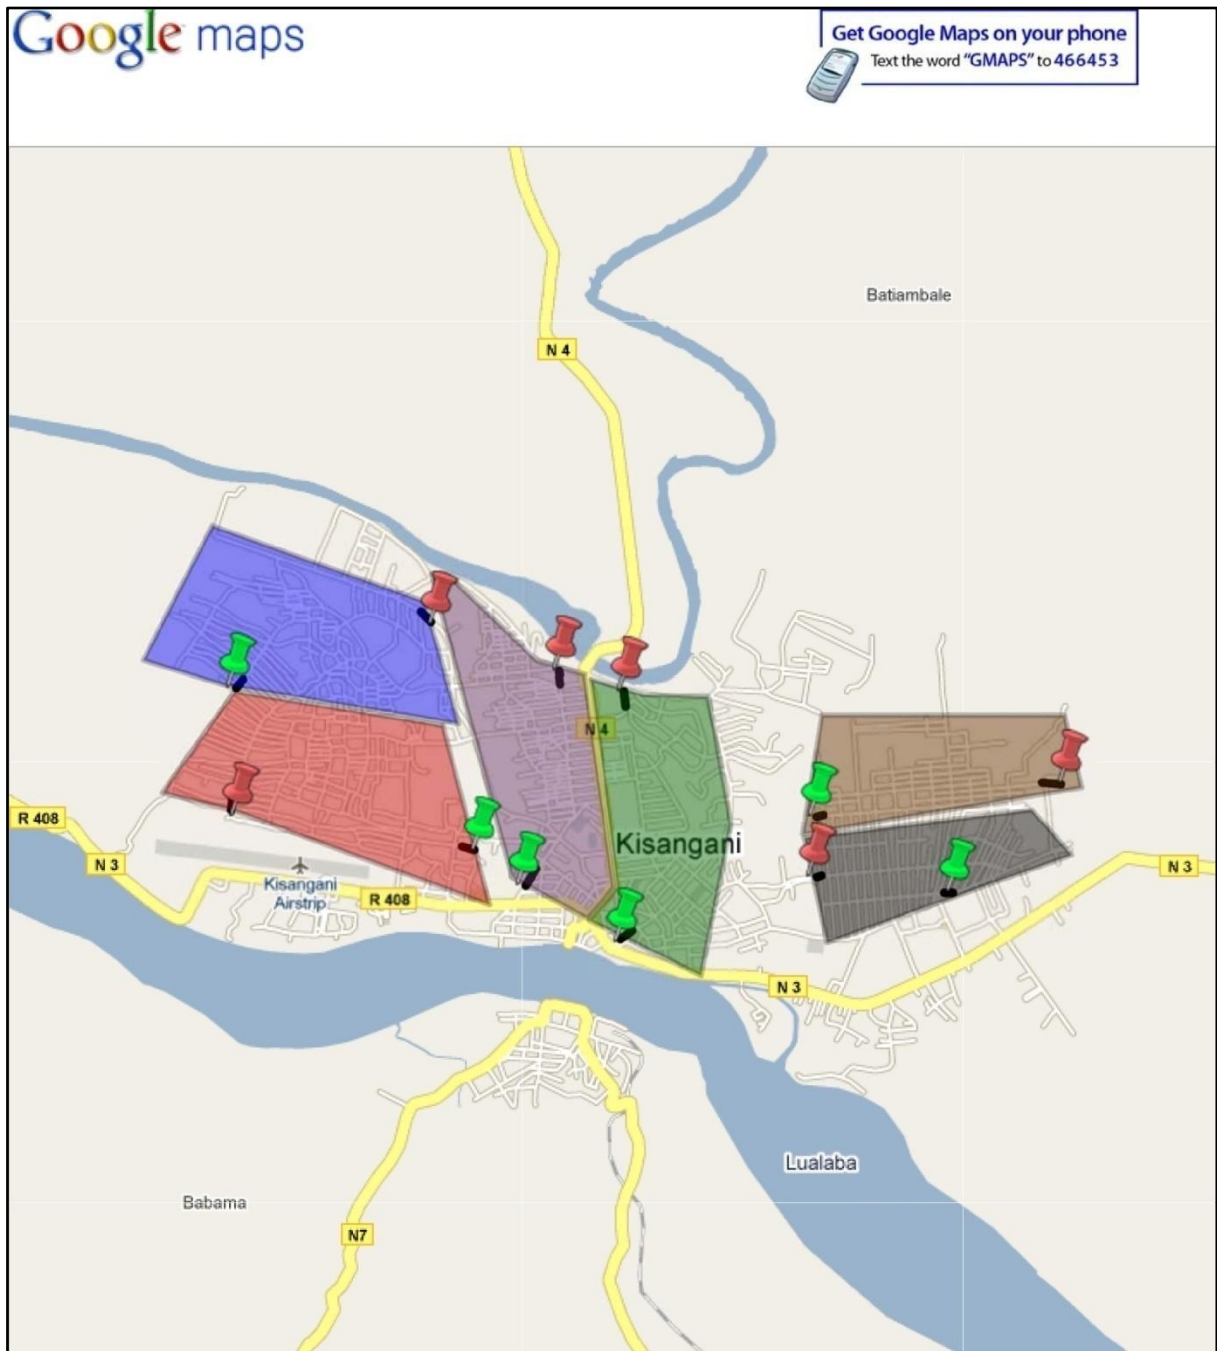 Google maps
Get Google Maps on your phone
Text the word "GMAPS" to 466453
Batiambale
N 4
N 4
R 408
Kisangani
N 3
N 3
Kisangani
Airstrip
R 408
N 3
Lualaba
Babama
N7